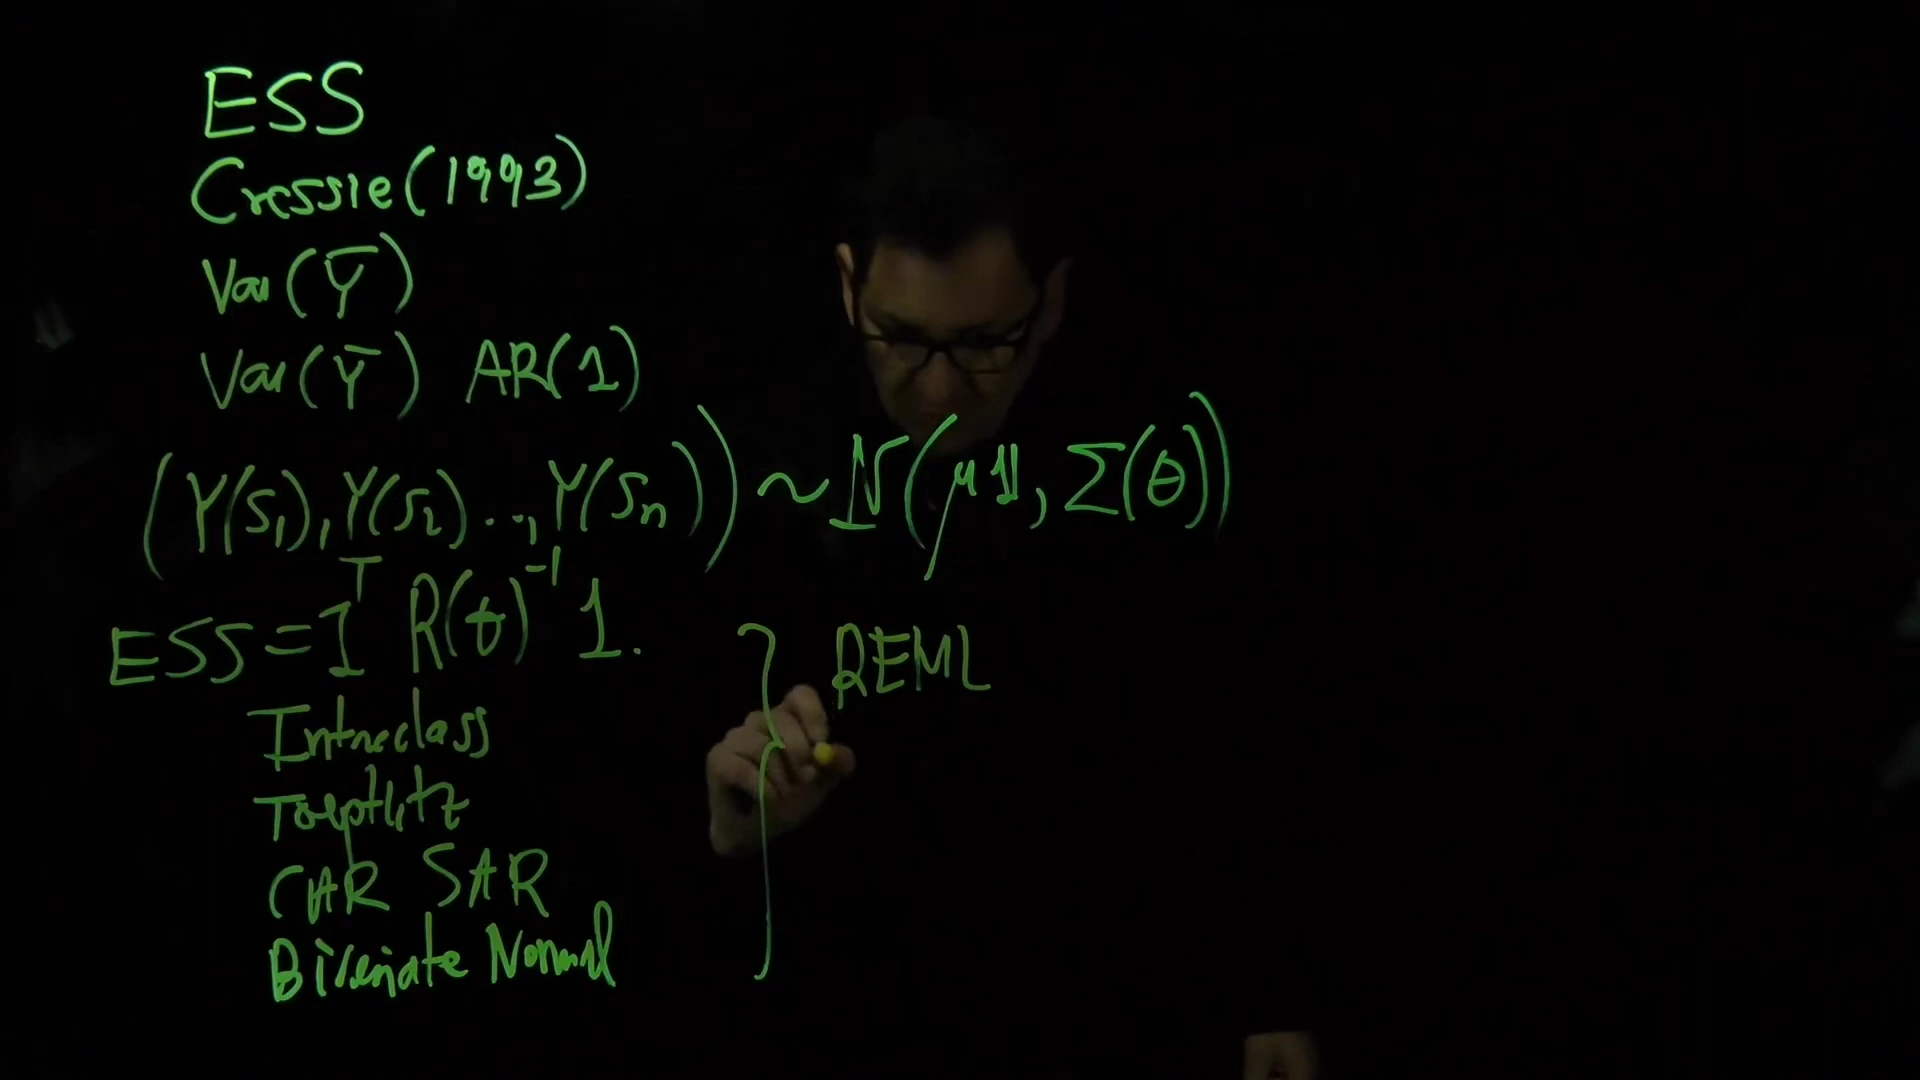 ESS
Cressie (1993)
Var(Ȳ)
Var(Ȳ) AR(1)
(Y(s₁), Y(s₂)..., Y(sₙ)) ~ N(μ𝟙, Σ(θ))
ESS = 1ᵀ R(θ)⁻¹ 1.
Intraclass
Toeptlitz
CAR SAR
Bivariate Normal
} REML